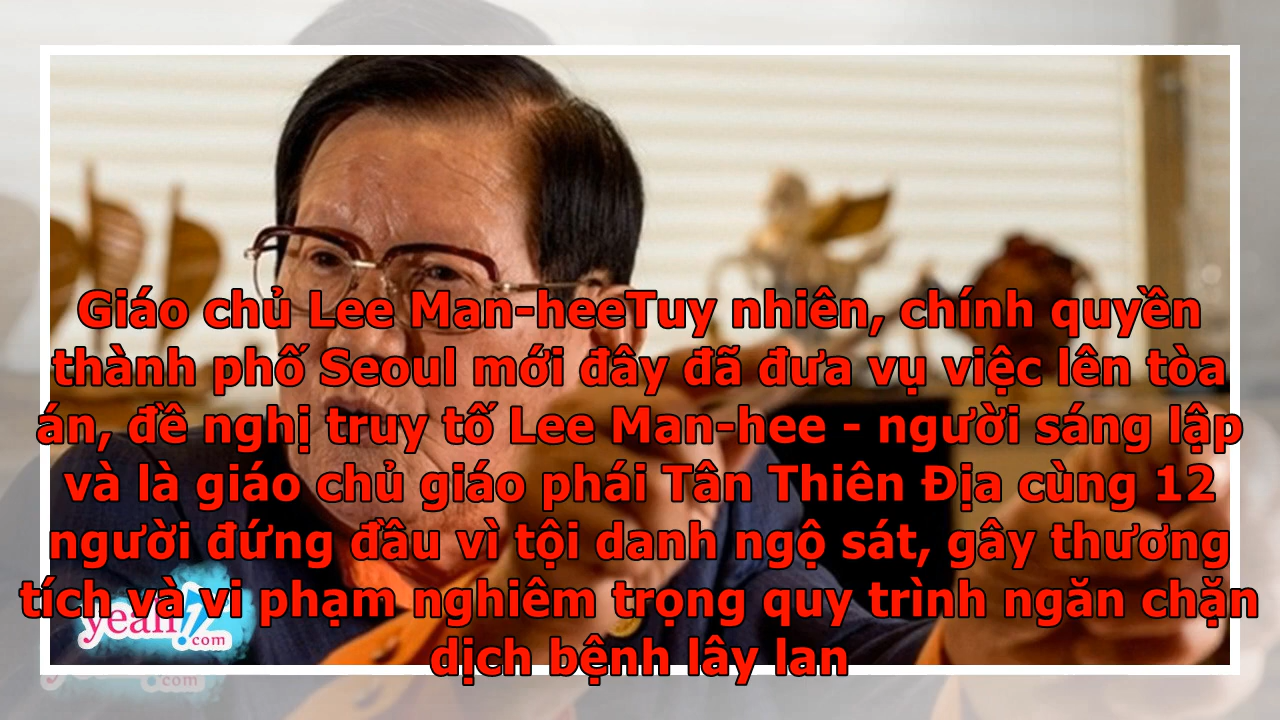 Giáo chủ Lee Man-heeTuy nhiên, chính quyền
thành phố Seoul mới đây đã đưa vụ việc lên tòa
án, đề nghị truy tố Lee Man-hee - người sáng lập
và là giáo chủ giáo phái Tân Thiên Địa cùng 12
người đứng đầu vì tội danh ngộ sát, gây thương
tích và vi phạm nghiêm trọng quy trình ngăn chặn
dịch bệnh lây lan
yeah!
.com
.com